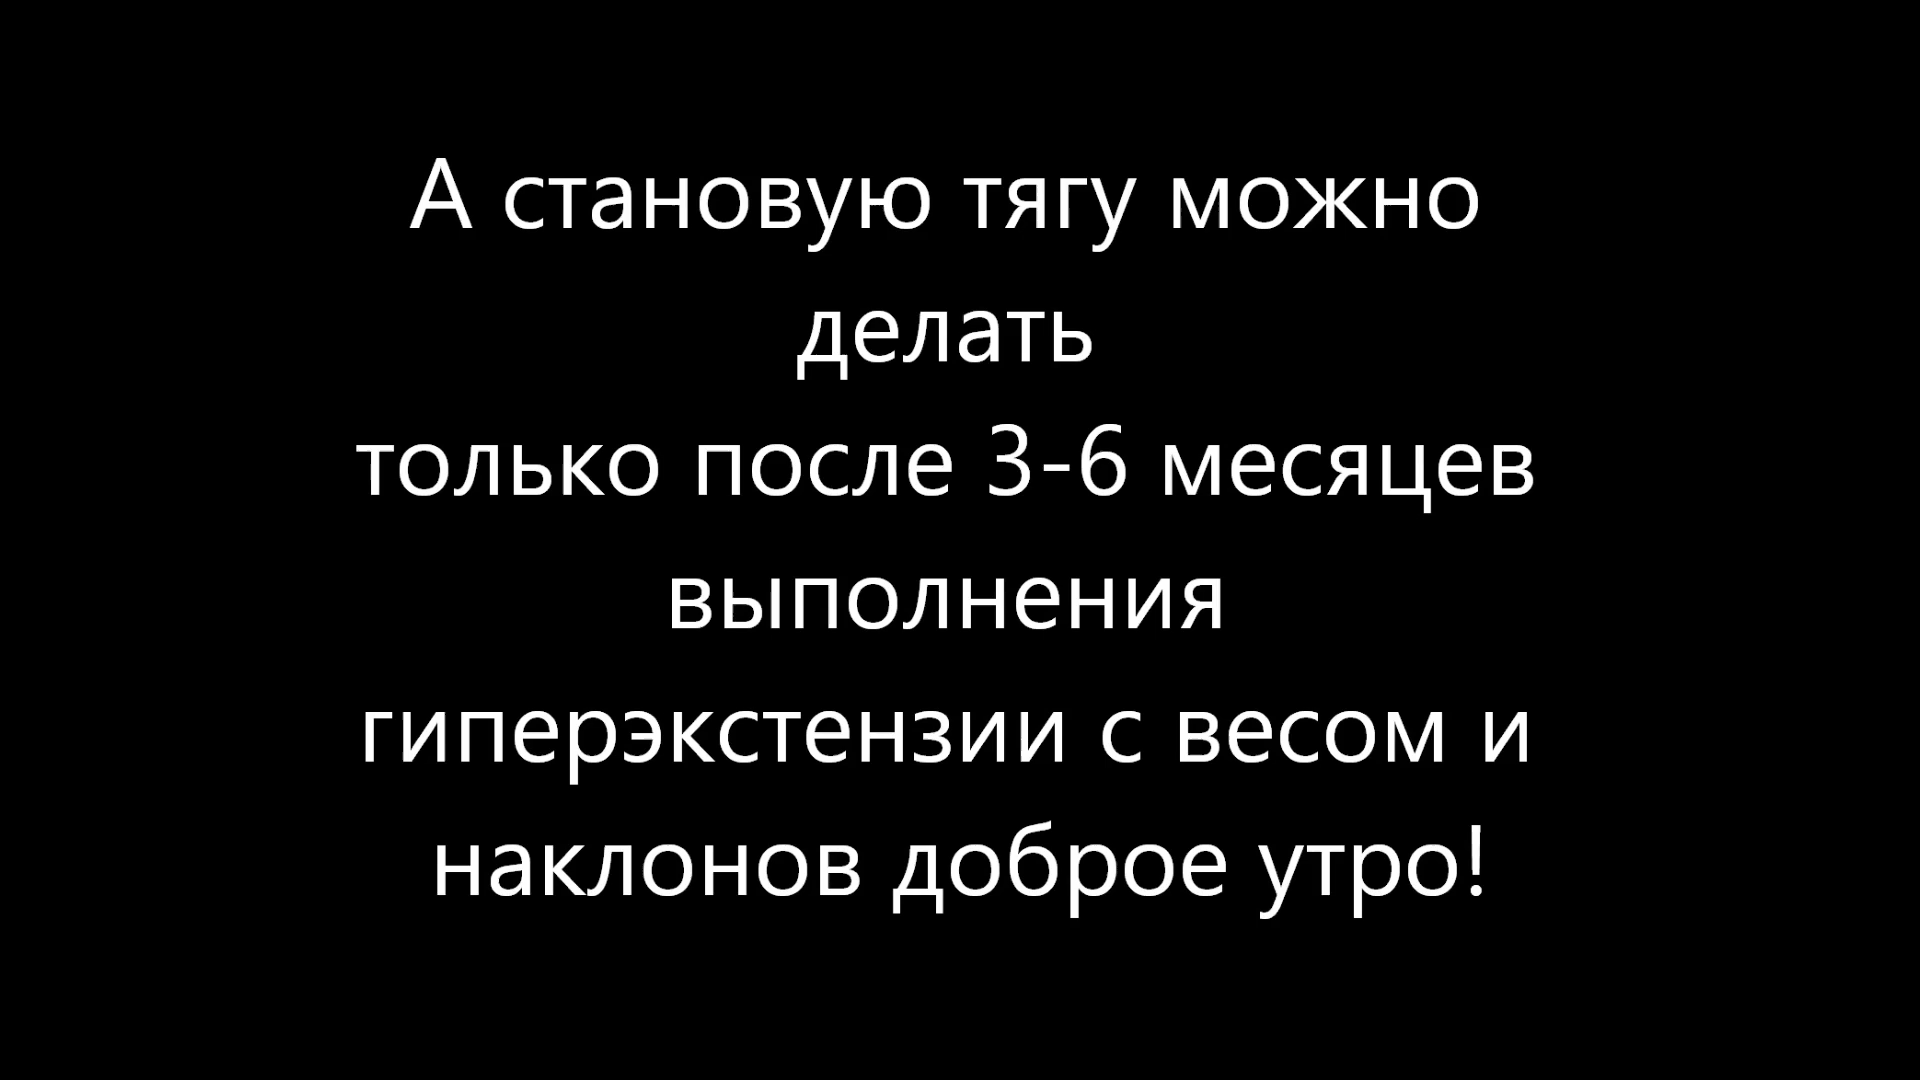 А становую тягу можно
делать
только после 3-6 месяцев
выполнения
гиперэкстензии с весом и
наклонов доброе утро!